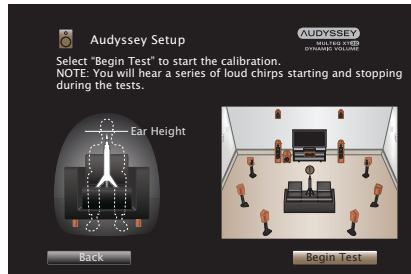 Audyssey Setup
AUDYSSEY
MULTEQ XT32
DYNAMIC VOLUME
Select “Begin Test” to start the calibration.
NOTE: You will hear a series of loud chirps starting and stopping
during the tests.
Ear Height
Back
Begin Test